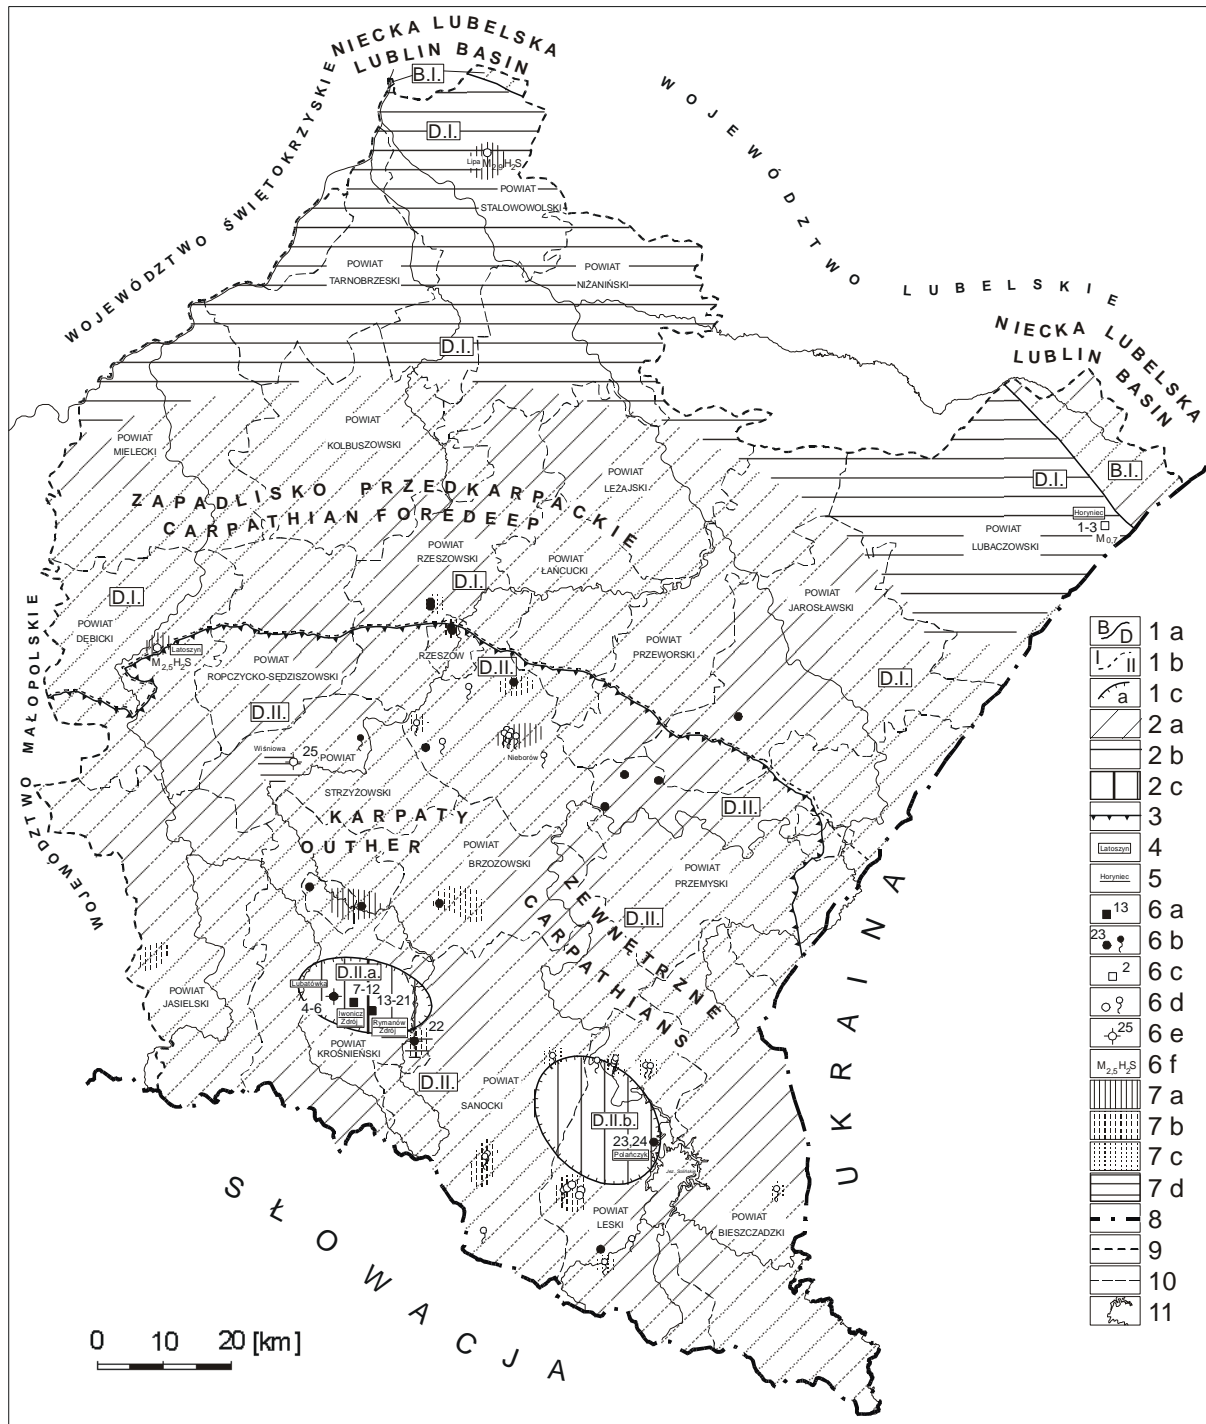 NIECKA LUBELSKA
LUBLIN BASIN
B.I.
WOJEWÓDZTWO ŚWIĘTOKRZYSKIE
WOJEWÓDZTWO LUBELSKIE
D.I.
Lipa M2,9H2S
POWIAT
STALOWOWOLSKI
POWIAT
TARNOBRZESKI
POWIAT
NIŻANIŃSKI
NIECKA LUBELSKA
LUBLIN BASIN
D.I.
POWIAT
MIELECKI
POWIAT
KOLBUSZOWSKI
POWIAT
LEŻAJSKI
D.I.
B.I.
ZAPADLISKO PRZEDKARPACKIE
CARPATHIAN FOREDEEP
Horyniec
1-3
M0,7
POWIAT
LUBACZOWSKI
POWIAT
RZESZOWSKI
POWIAT
ŁAŃCUCKI
D.I.
D.I.
POWIAT
JAROSŁAWSKI
POWIAT
DĘBICKI
Latoszyn
M2,5H2S
POWIAT
ROPCZYCKO-SĘDZISZOWSKI
RZESZÓW
D.II.
POWIAT
PRZEWORSKI
D.I.
WOJEWÓDZTWO MAŁOPOLSKIE
D.II.
Wiśniowa
25
POWIAT
STRZYŻOWSKI
Nieborów
KARPATY
OUTHER
D.II.
POWIAT
BRZOZOWSKI
POWIAT
PRZEMYSKI
ZEWNĘTRZNE
CARPATHIANS
D.II.
UKRAINA
D.II.a.
Lubatówka
7-12
13-21
4-6
Iwonicz
Zdrój
Rymanów
Zdrój
22
POWIAT
JASIELSKI
POWIAT
KROŚNIEŃSKI
D.II.
POWIAT
SANOCKI
D.II.b.
23,24
Polańczyk
Jez. Solińskie
POWIAT
LESKI
POWIAT
BIESZCZADZKI
SŁOWACJA
0 10 20 [km]
B D 1 a
I II 1 b
a 1 c
2 a
2 b
2 c
3
Latoszyn 4
Horyniec 5
13 6 a
23 6 b
2 6 c
6 d
25 6 e
M2,5H2S 6 f
7 a
7 b
7 c
7 d
8
9
10
11